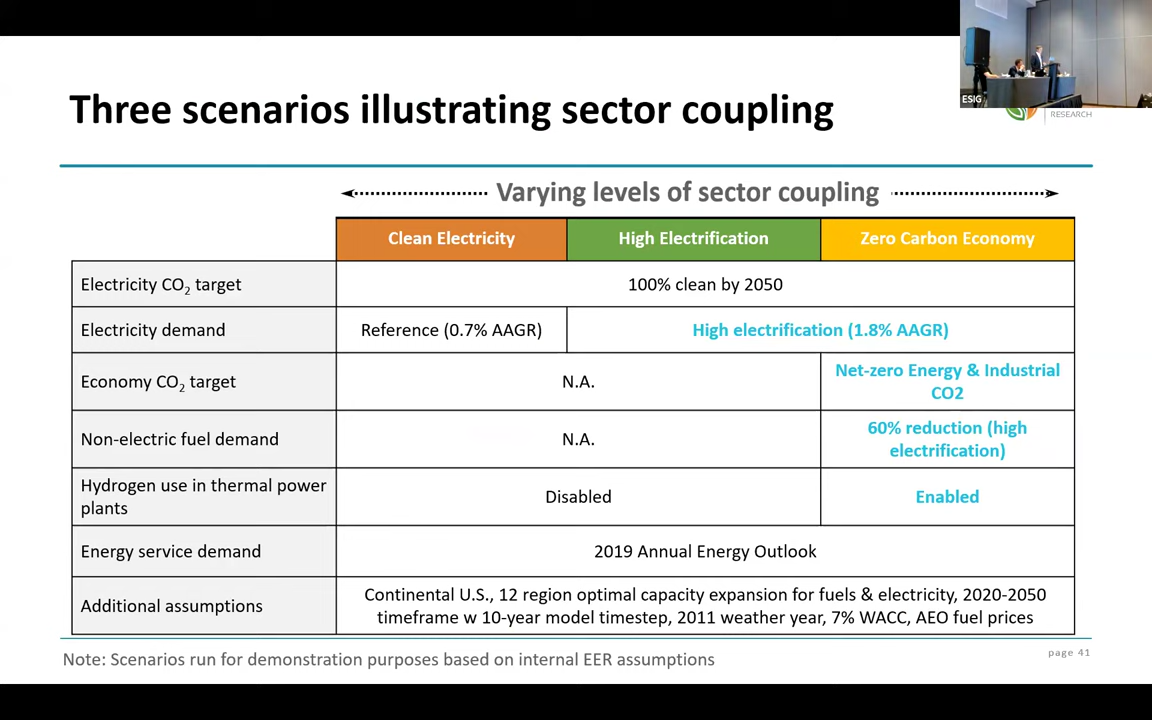 ESIG
RESEARCH
Three scenarios illustrating sector coupling
Varying levels of sector coupling
Clean Electricity
High Electrification
Zero Carbon Economy
Electricity CO2 target
100% clean by 2050
Electricity demand
Reference (0.7% AAGR)
High electrification (1.8% AAGR)
Economy CO2 target
N.A.
Net-zero Energy & Industrial
CO2
Non-electric fuel demand
N.A.
60% reduction (high
electrification)
Hydrogen use in thermal power
plants
Disabled
Enabled
Energy service demand
2019 Annual Energy Outlook
Additional assumptions
Continental U.S., 12 region optimal capacity expansion for fuels & electricity, 2020-2050
timeframe w 10-year model timestep, 2011 weather year, 7% WACC, AEO fuel prices
Note: Scenarios run for demonstration purposes based on internal EER assumptions
page 41